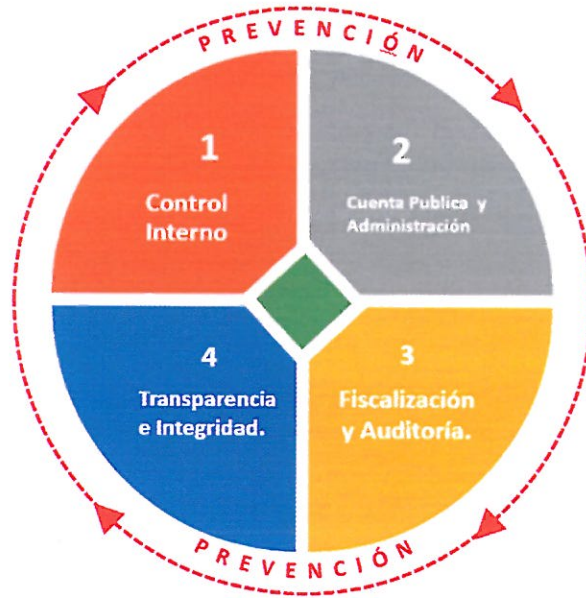 PREVENCIÓN
1
Control
Interno
2
Cuenta Publica y
Administración
4
Transparencia
e Integridad.
3
Fiscalización
y Auditoría.
PREVENCIÓN